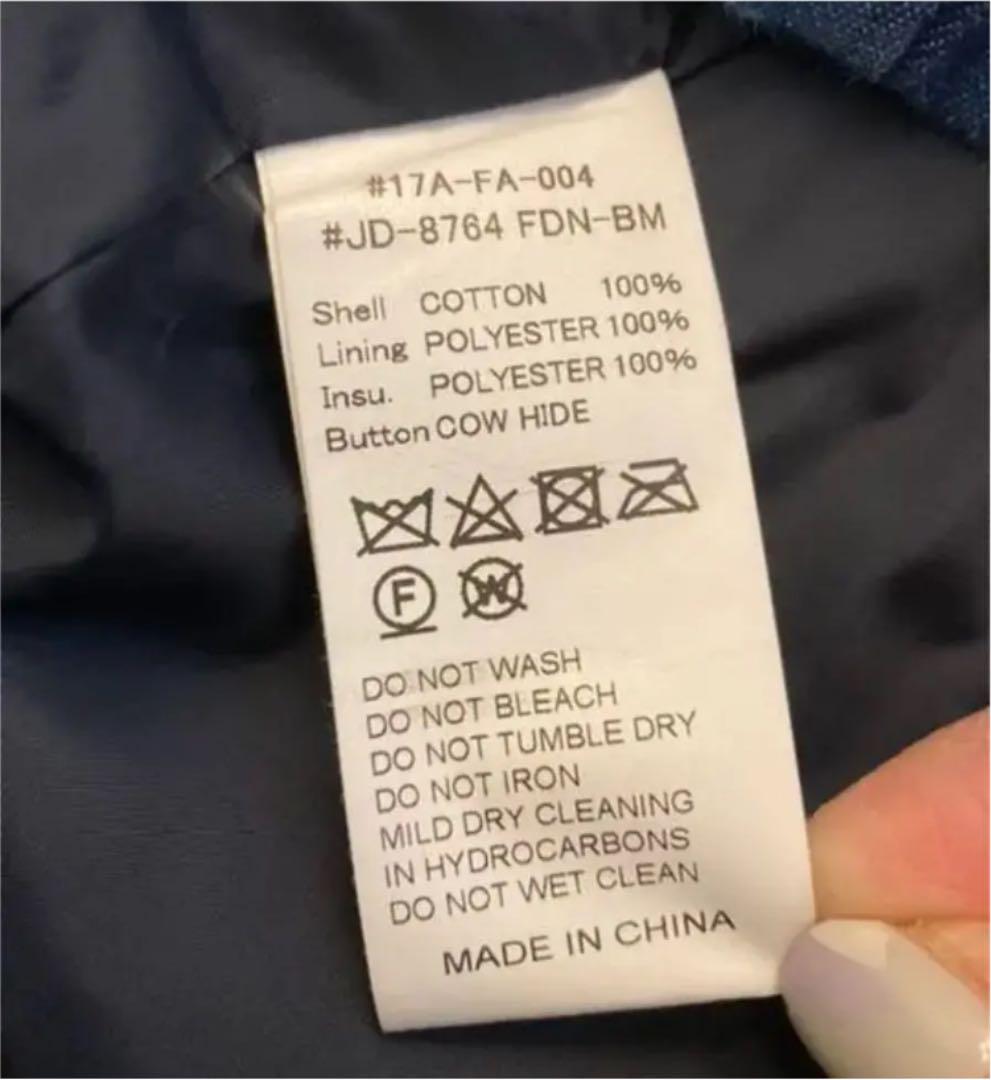 #17A-FA-004
#JD-8764 FDN-BM
Shell COTTON 100%
Lining POLYESTER 100%
Insu. POLYESTER 100%
Button COW HIDE
F W
DO NOT WASH
DO NOT BLEACH
DO NOT TUMBLE DRY
DO NOT IRON
MILD DRY CLEANING
IN HYDROCARBONS
DO NOT WET CLEAN
MADE IN CHINA